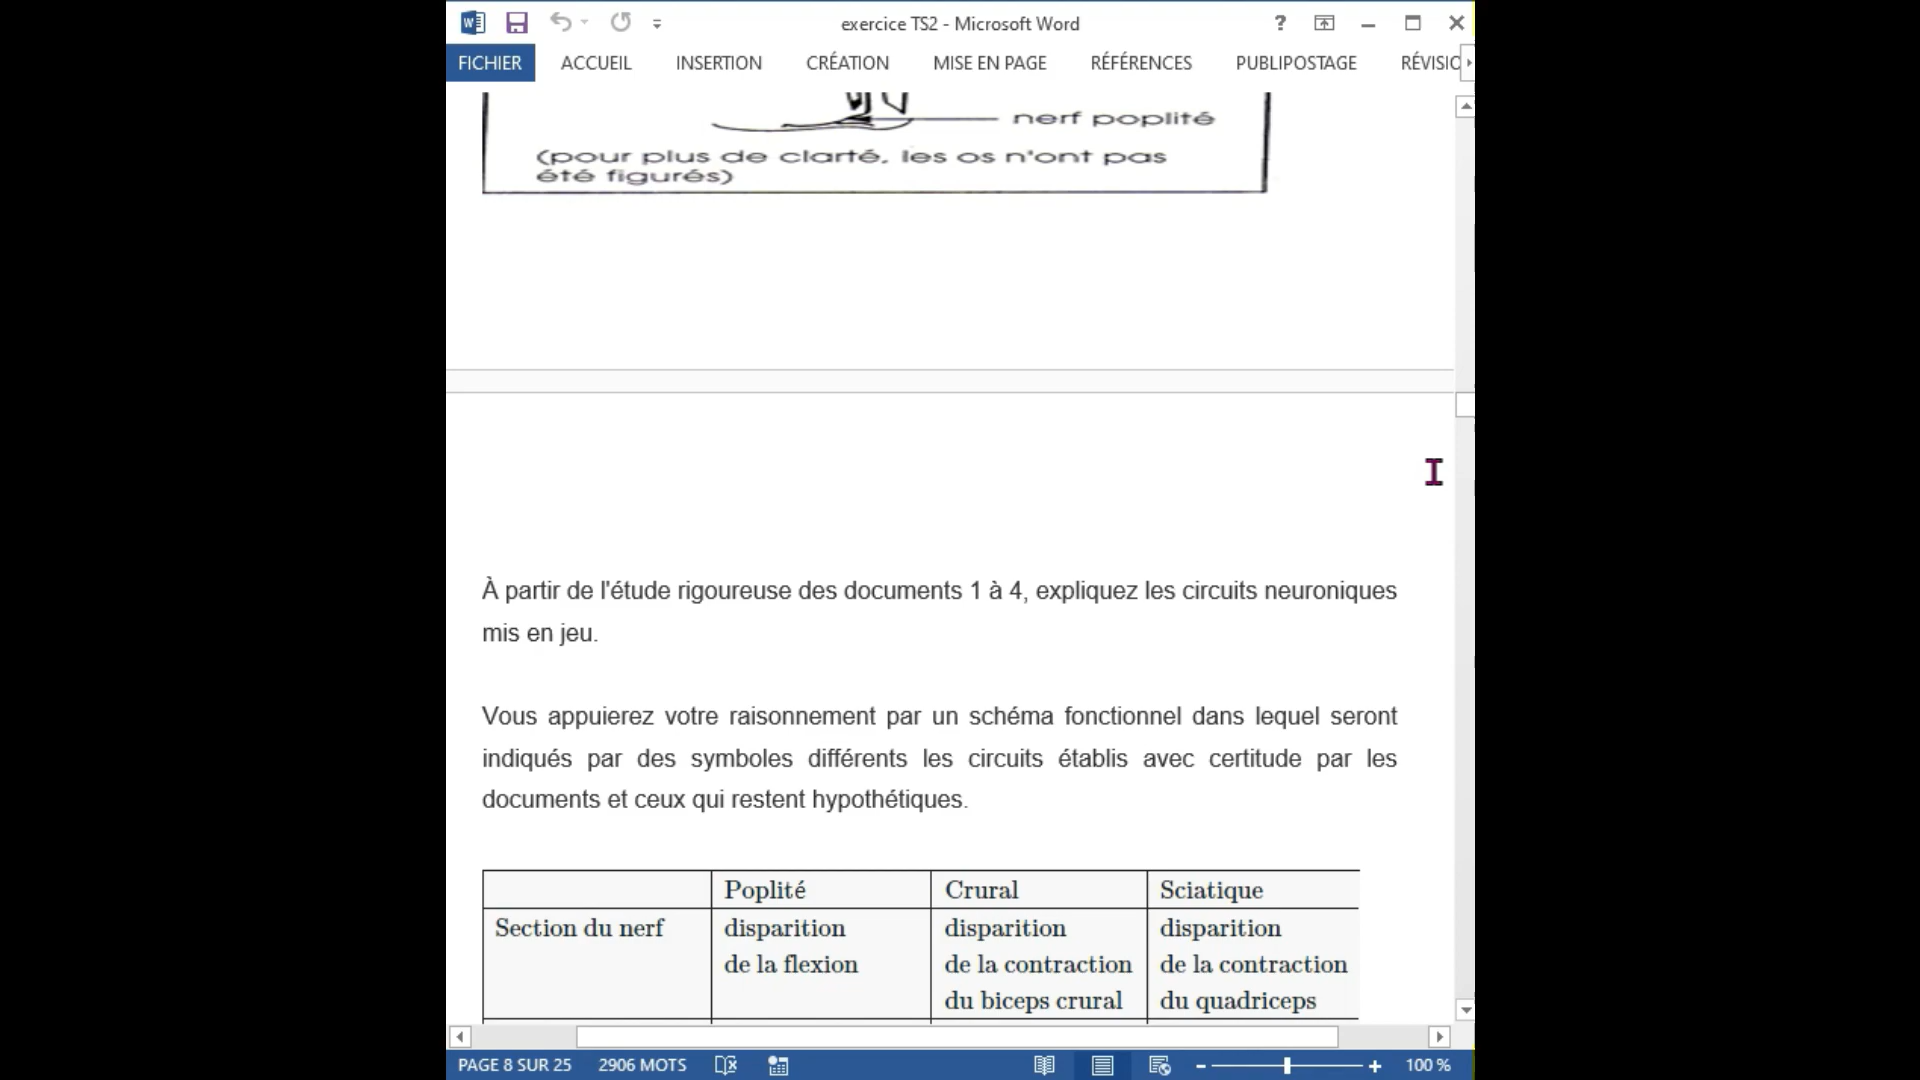 exercice TS2 - Microsoft Word
FICHIER ACCUEIL INSERTION CRÉATION MISE EN PAGE RÉFÉRENCES PUBLIPOSTAGE
nerf poplité
(pour plus de clarté, les os n'ont pas
été figurés)
À partir de l'étude rigoureuse des documents 1 à 4, expliquez les circuits neuroniques
mis en jeu.
Vous appuierez votre raisonnement par un schéma fonctionnel dans lequel seront
indiqués par des symboles différents les circuits établis avec certitude par les
documents et ceux qui restent hypothétiques.
Poplité Crural Sciatique
Section du nerf disparition disparition disparition
de la flexion de la contraction de la contraction
du biceps crural du quadriceps
PAGE 8 SUR 25 2906 MOTS 100 %